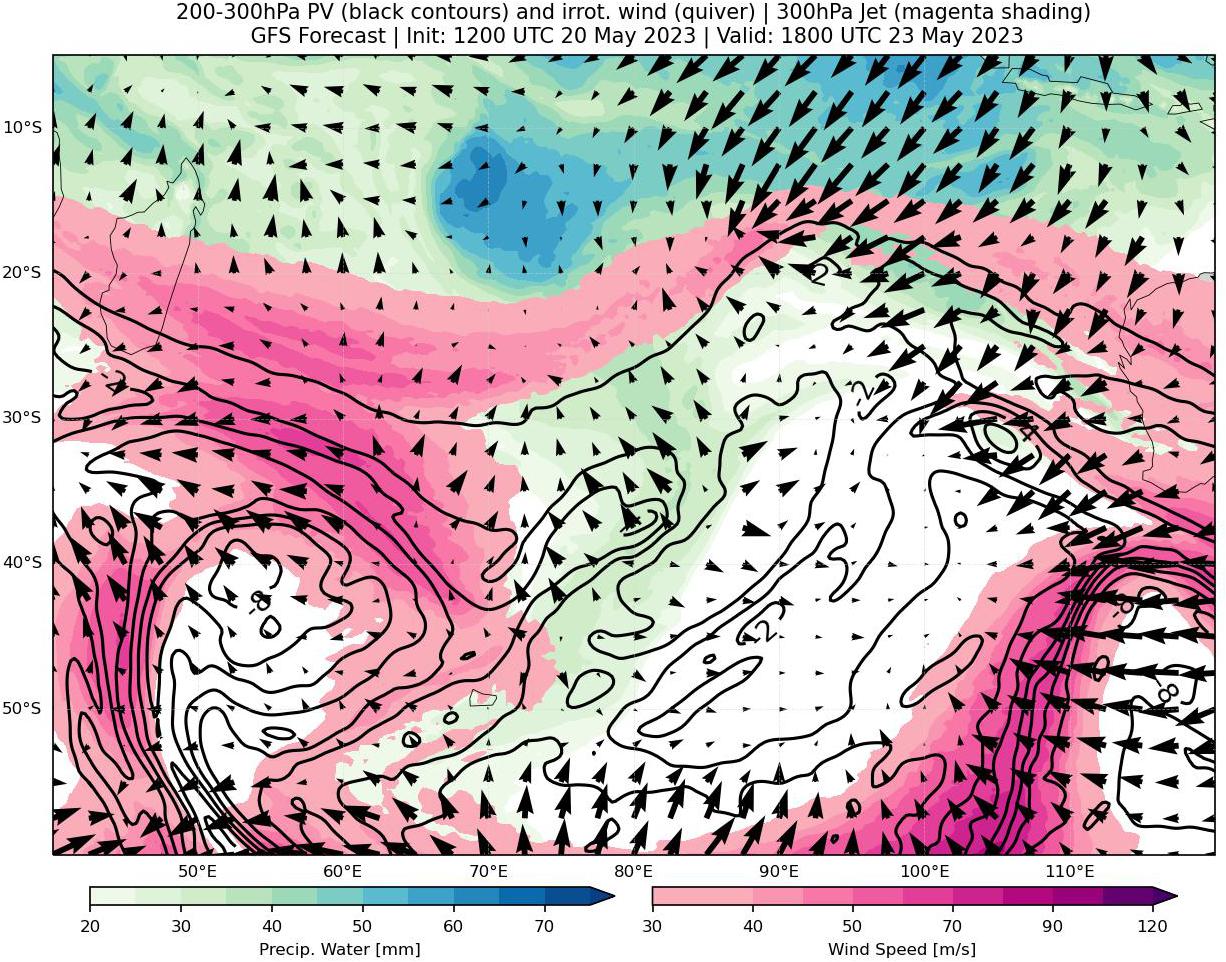 200-300hPa PV (black contours) and irrot. wind (quiver) | 300hPa Jet (magenta shading)
GFS Forecast | Init: 1200 UTC 20 May 2023 | Valid: 1800 UTC 23 May 2023
10°S
20°S
-2
-2
-2
30°S
-4
40°S
-8
-8
-2
-8
50°S
50°E 60°E 70°E 80°E 90°E 100°E 110°E
20 30 40 50 60 70
30 40 50 70 90 120
Precip. Water [mm]
Wind Speed [m/s]